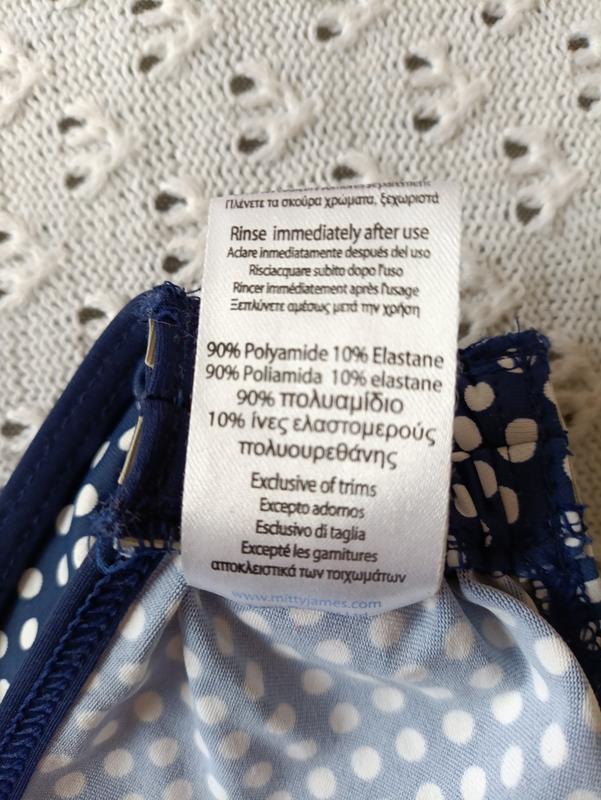 Πλένετε τα σκούρα χρώματα, ξεχωριστά
Rinse immediately after use
Aclare inmediatamente después del uso
Risciacquare subito dopo l'uso
Rincer immédiatement après l'usage
Ξεπλύνετε αμέσως μετά την χρήση
90% Polyamide 10% Elastane
90% Poliamida 10% elastane
90% πολυαμίδιο
10% ίνες ελαστομερούς
πολυουρεθάνης
Exclusive of trims
Excepto adornos
Esclusivo di taglia
Excepté les garnitures
αποκλειστικά των τοιχωμάτων
www.mittyjames.com